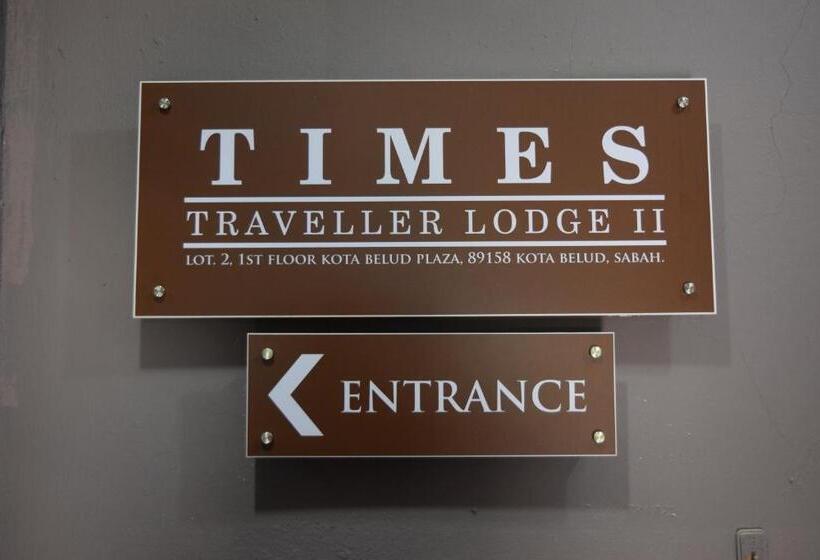 TIMES
TRAVELLER LODGE II
LOT. 2, 1ST FLOOR KOTA BELUD PLAZA, 89158 KOTA BELUD, SABAH.
ENTRANCE